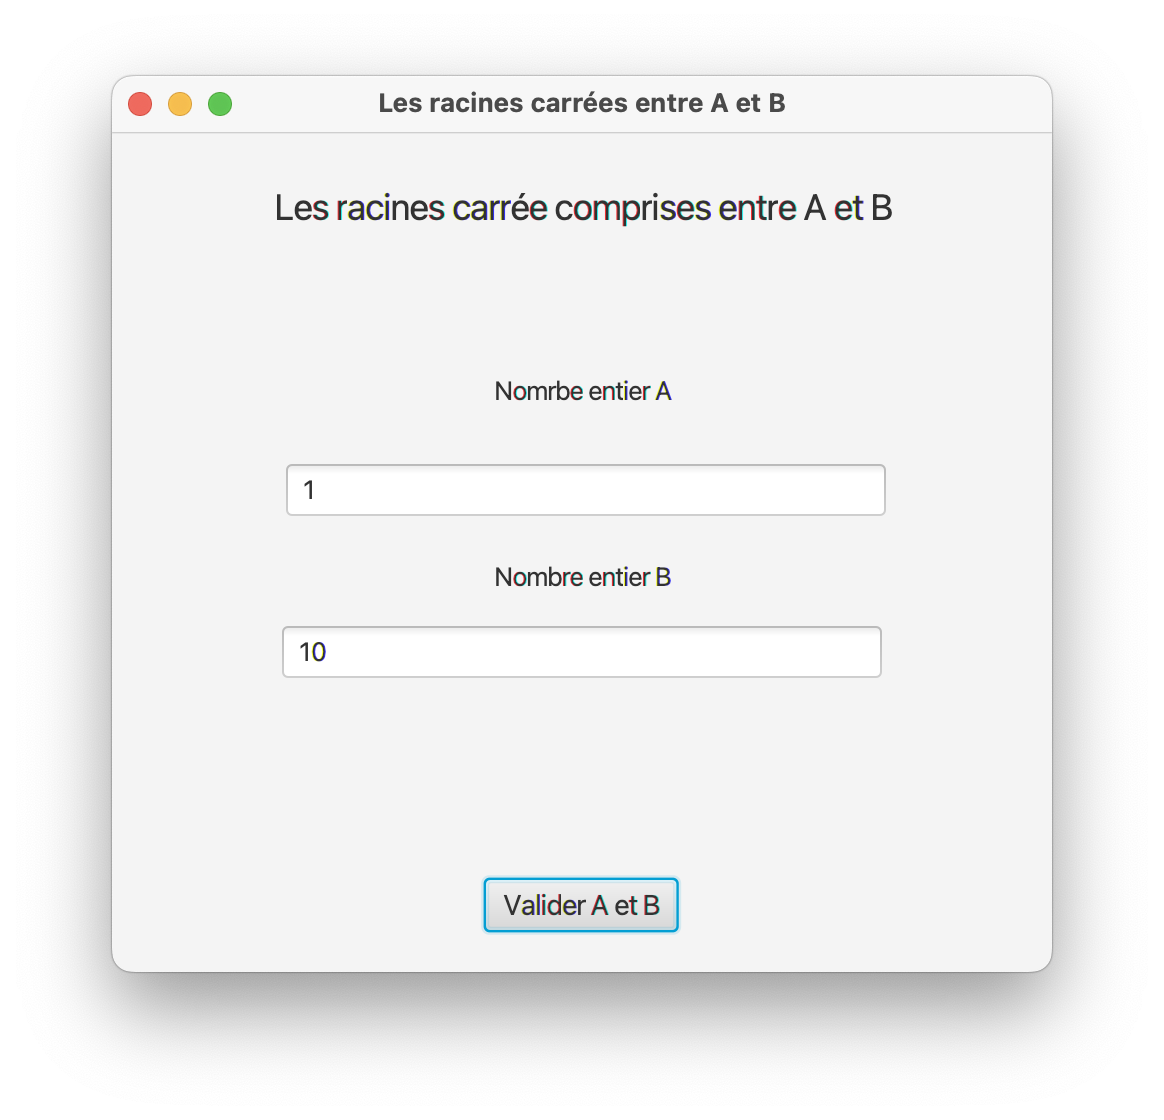 Les racines carrées entre A et B
Les racines carrée comprises entre A et B
Nomrbe entier A
1
Nombre entier B
10
Valider A et B